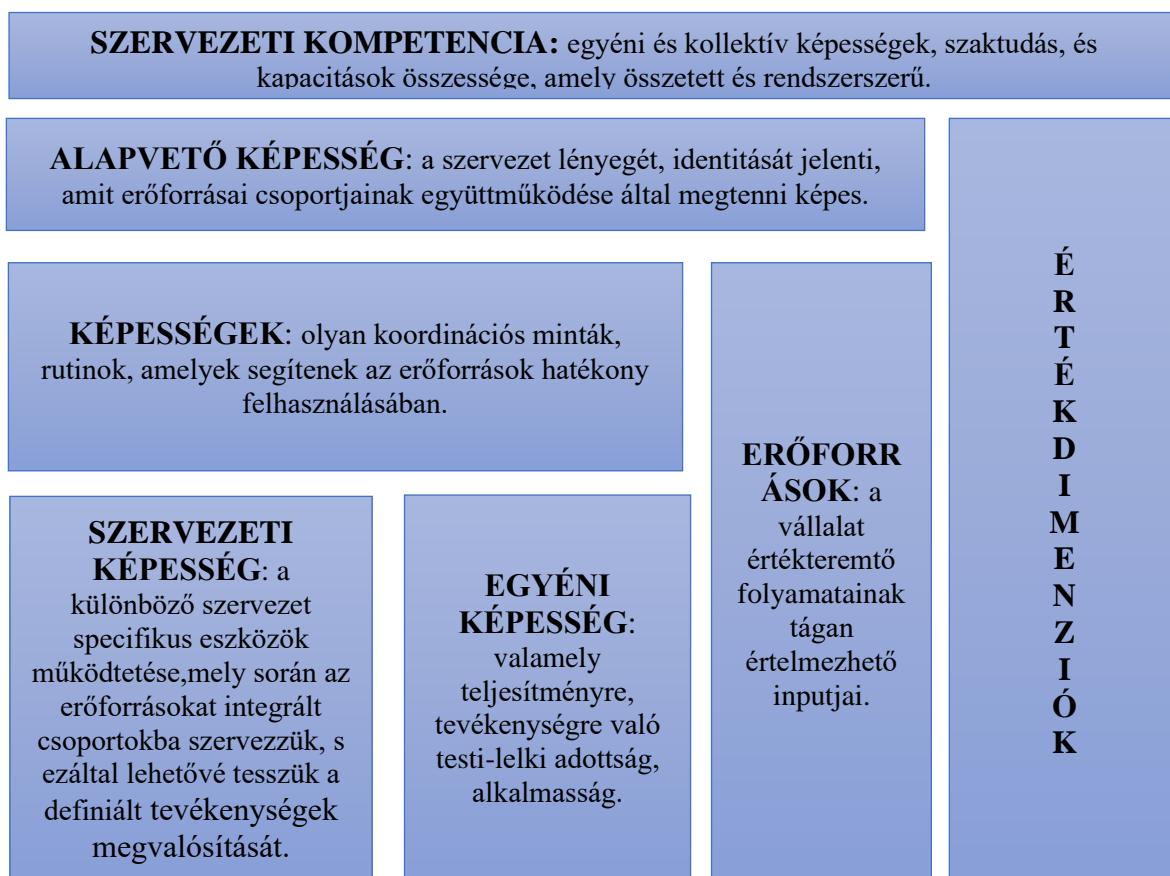 SZERVEZETI KOMPETENCIA: egyéni és kollektív képességek, szaktudás, és
kapacitások összessége, amely összetett és rendszerszerű.
ALAPVETŐ KÉPESSÉG: a szervezet lényegét, identitását jelenti,
amit erőforrásai csoportjainak együttműködése által megtenni képes.
KÉPESSÉGEK: olyan koordinációs minták,
rutinok, amelyek segítenek az erőforrások hatékony
felhasználásában.
SZERVEZETI
KÉPESSÉG: a
különböző szervezet
specifikus eszközök
működtetése,mely során az
erőforrásokat integrált
csoportokba szervezzük, s
ezáltal lehetővé tesszük a
definiált tevékenységek
megvalósítását.
EGYÉNI
KÉPESSÉG:
valamely
teljesítményre,
tevékenységre való
testi-lelki adottság,
alkalmasság.
ERŐFORR
ÁSOK: a
vállalat
értékteremtő
folyamatainak
tágan
értelmezhető
inputjai.
É
R
T
É
K
D
I
M
E
N
Z
I
Ó
K